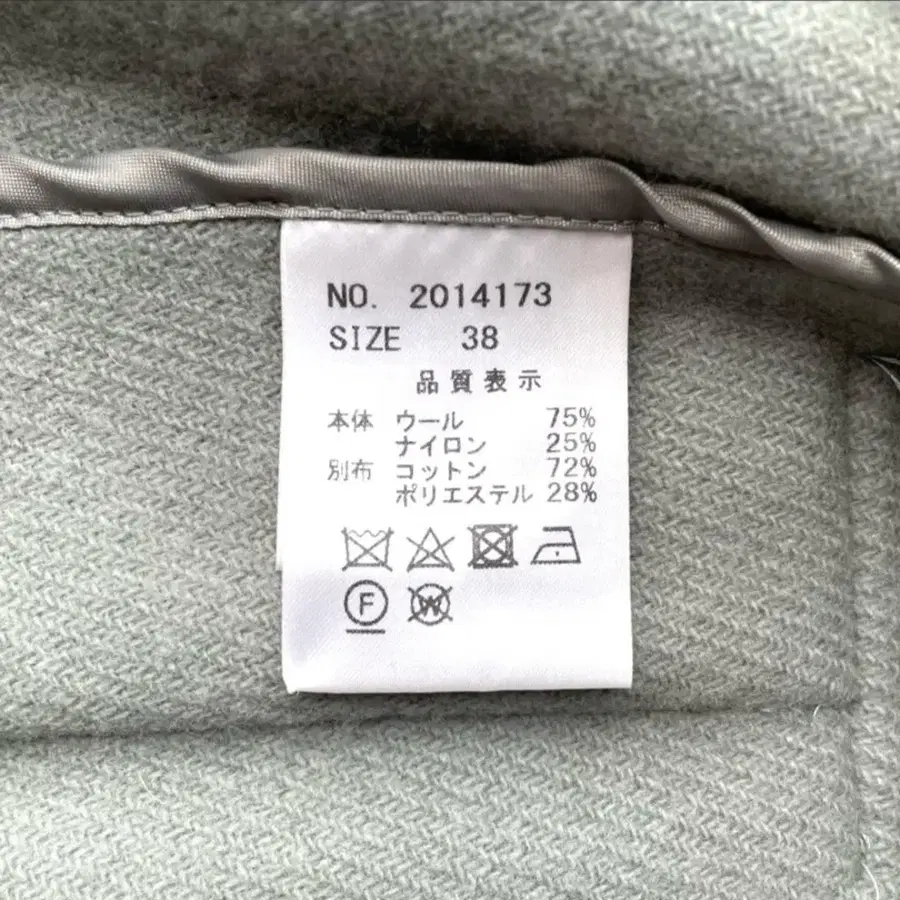 NO. 2014173
SIZE 38
品質表示
本体 ウール 75%
ナイロン 25%
別布 コットン 72%
ポリエステル 28%
F
W